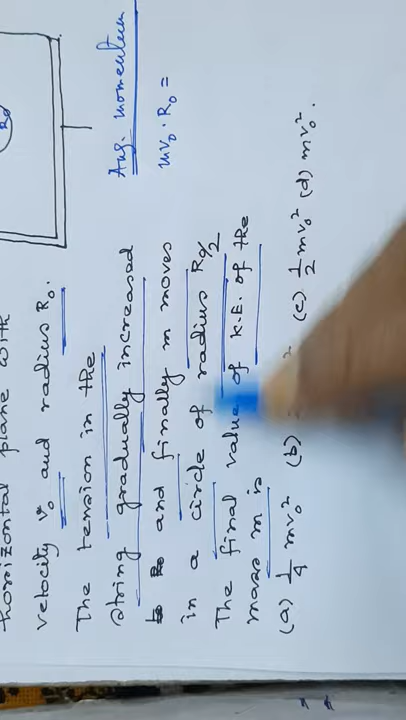 horizontal plane with
velocity v₀ and radius R₀.
The tension in the
string gradually increased
and finally m moves
in a circle of radius R₀/2
The final value of K.E. of the
mass m is
(a) 1/4 mv₀² (b) ² (c) 1/2 mv₀² (d) mv₀².
R₀
Ang. momentum
mv₀ · R₀ =